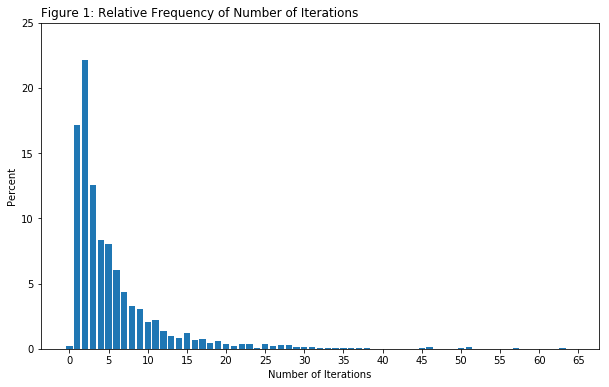 Figure 1: Relative Frequency of Number of Iterations
25
20
15
10
5
0
Percent
0 5 10 15 20 25 30 35 40 45 50 55 60 65
Number of Iterations